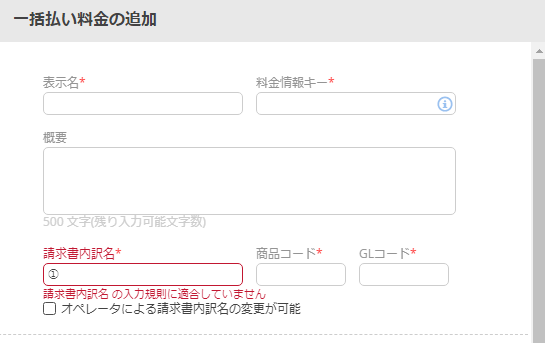 一括払い料金の追加
表示名* 料金情報キー*
概要
500 文字(残り入力可能文字数)
請求書内訳名* 商品コード* GLコード*
①
請求書内訳名 の入力規則に適合していません
オペレータによる請求書内訳名の変更が可能